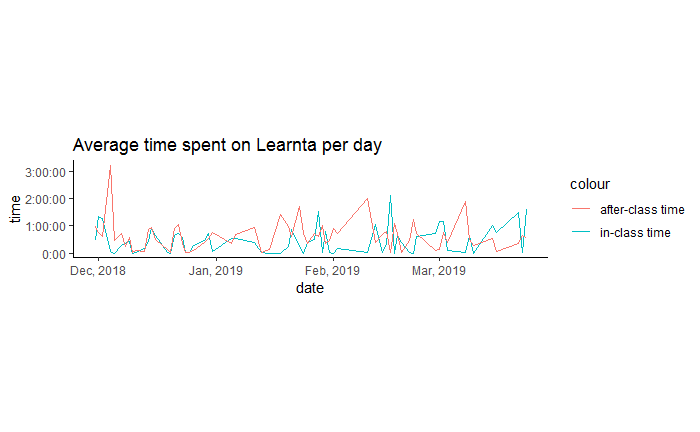 Average time spent on Learnta per day
3:00:00
2:00:00
1:00:00
0:00
time
Dec, 2018
Jan, 2019
Feb, 2019
Mar, 2019
date
colour
after-class time
in-class time